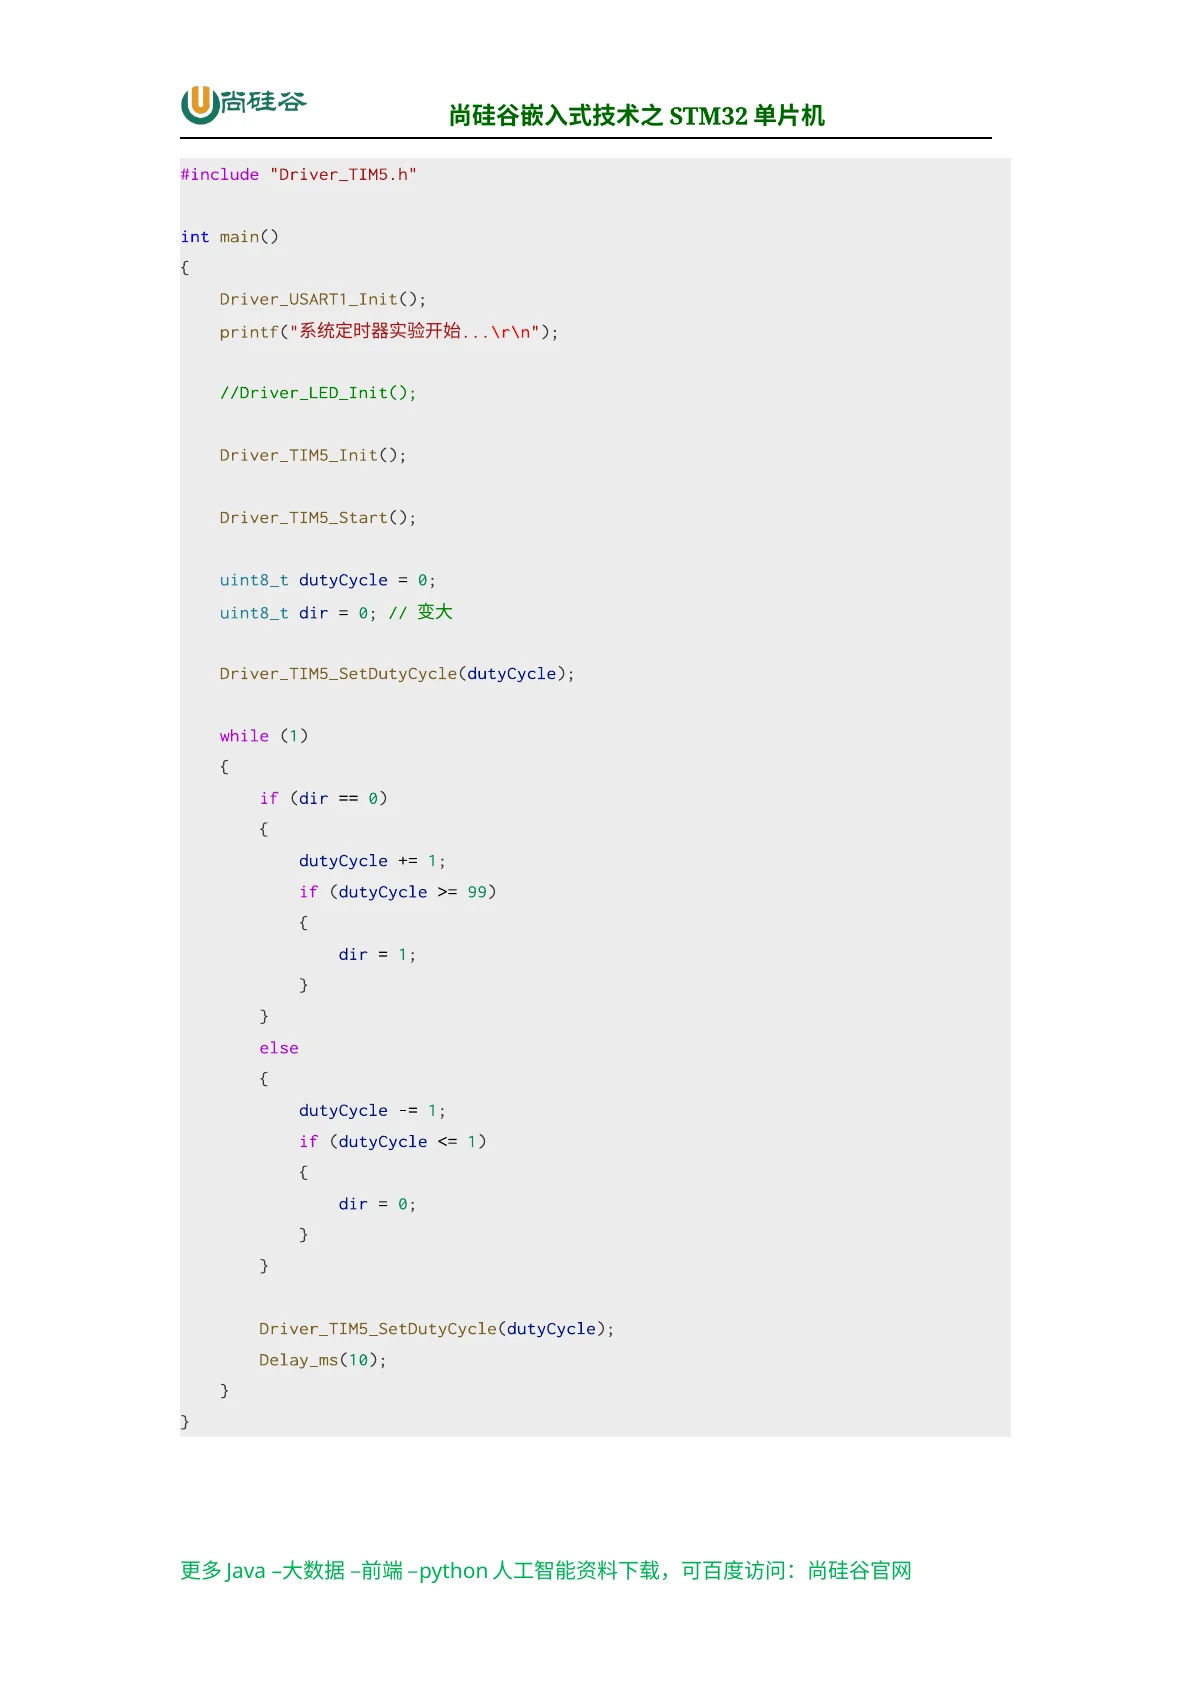 尚硅谷
尚硅谷嵌入式技术之 STM32 单片机
#include "Driver_TIM5.h"
int main()
{
    Driver_USART1_Init();
    printf("系统定时器实验开始...\r\n");
    //Driver_LED_Init();
    Driver_TIM5_Init();
    Driver_TIM5_Start();
    uint8_t dutyCycle = 0;
    uint8_t dir = 0; // 变大
    Driver_TIM5_SetDutyCycle(dutyCycle);
    while (1)
    {
        if (dir == 0)
        {
            dutyCycle += 1;
            if (dutyCycle >= 99)
            {
                dir = 1;
            }
        }
        else
        {
            dutyCycle -= 1;
            if (dutyCycle <= 1)
            {
                dir = 0;
            }
        }
        Driver_TIM5_SetDutyCycle(dutyCycle);
        Delay_ms(10);
    }
}
更多 Java –大数据 –前端 –python 人工智能资料下载，可百度访问：尚硅谷官网